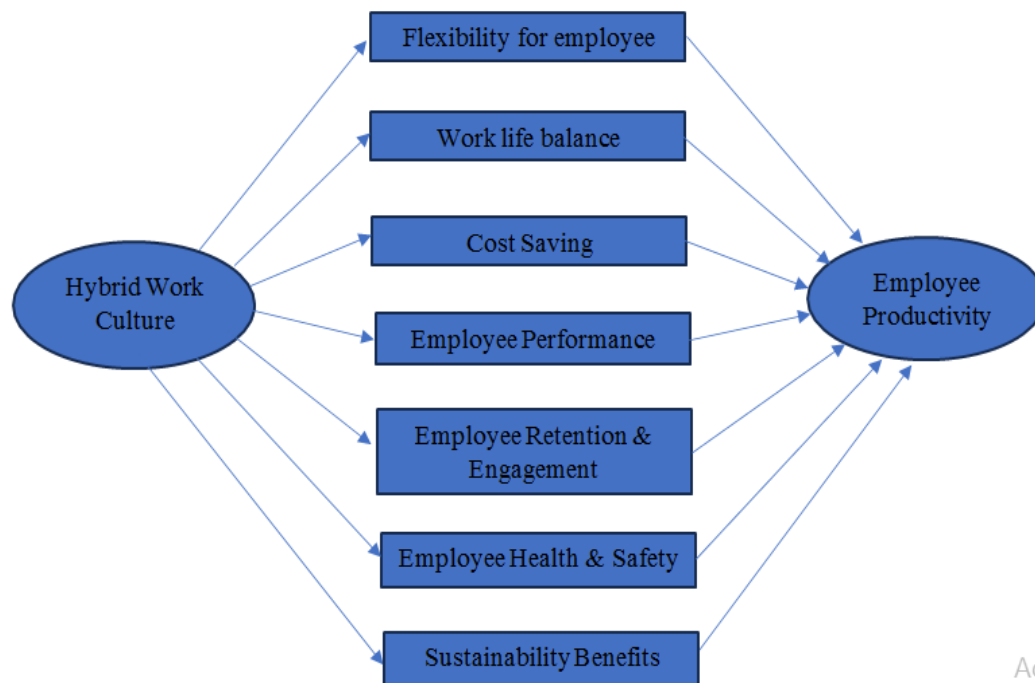 Flexibility for employee
Work life balance
Cost Saving
Hybrid Work
Culture
Employee
Productivity
Employee Performance
Employee Retention &
Engagement
Employee Health & Safety
Sustainability Benefits